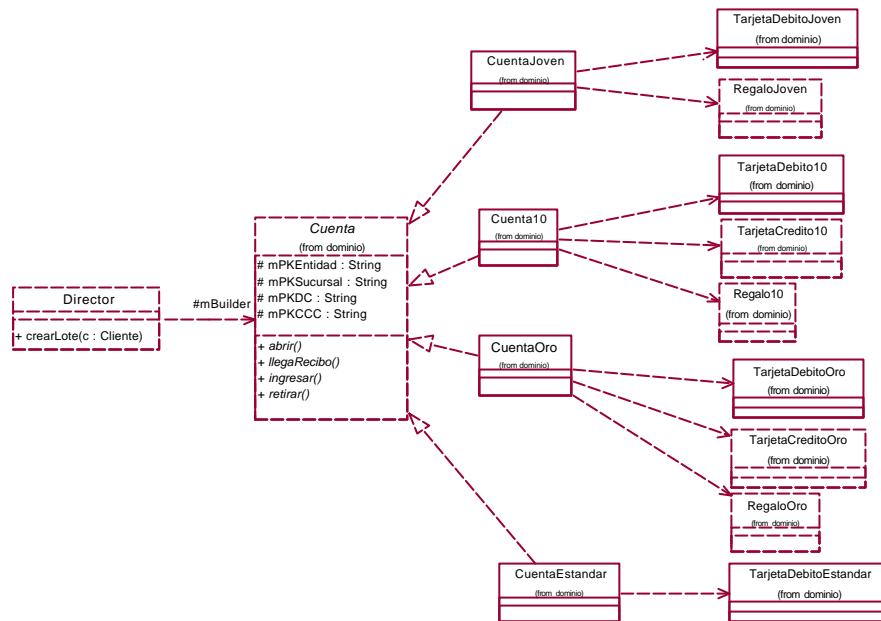 TarjetaDebitoJoven
(from dominio)
CuentaJoven
(from dominio)
RegaloJoven
(from dominio)
TarjetaDebito10
(from dominio)
Cuenta10
(from dominio)
TarjetaCredito10
(from dominio)
Regalo10
(from dominio)
Cuenta
(from dominio)
# mPKEntidad : String
# mPKSucursal : String
# mPKDC : String
# mPKCCC : String
+ abrir()
+ llegaRecibo()
+ ingresar()
+ retirar()
Director
+ crearLote(c : Cliente)
#mBuilder
CuentaOro
(from dominio)
TarjetaDebitoOro
(from dominio)
TarjetaCreditoOro
(from dominio)
RegaloOro
(from dominio)
CuentaEstandar
(from dominio)
TarjetaDebitoEstandar
(from dominio)